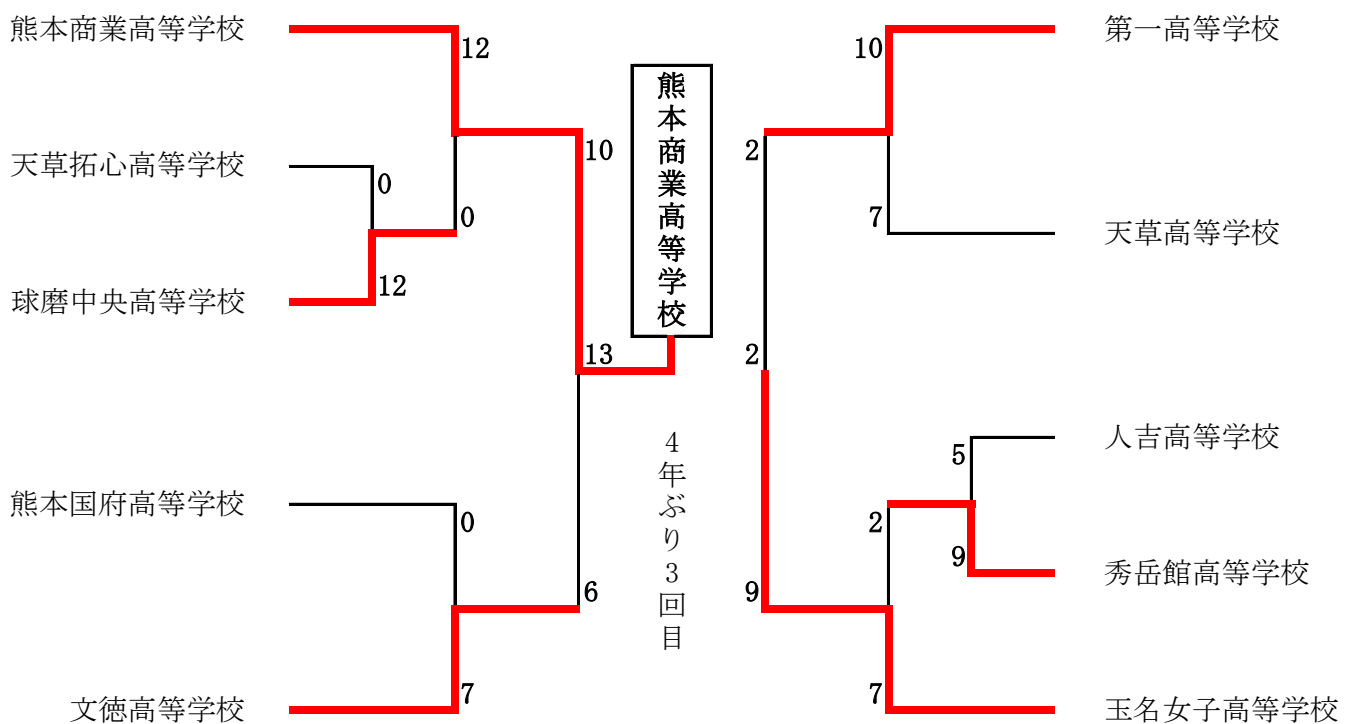 熊本商業高等学校
12
10
第一高等学校
熊本商業高等学校
天草拓心高等学校
0
10
2
0
7
天草高等学校
球磨中央高等学校
12
13
2
4年ぶり3回目
人吉高等学校
5
熊本国府高等学校
0
2
9
秀岳館高等学校
6
9
文徳高等学校
7
7
玉名女子高等学校